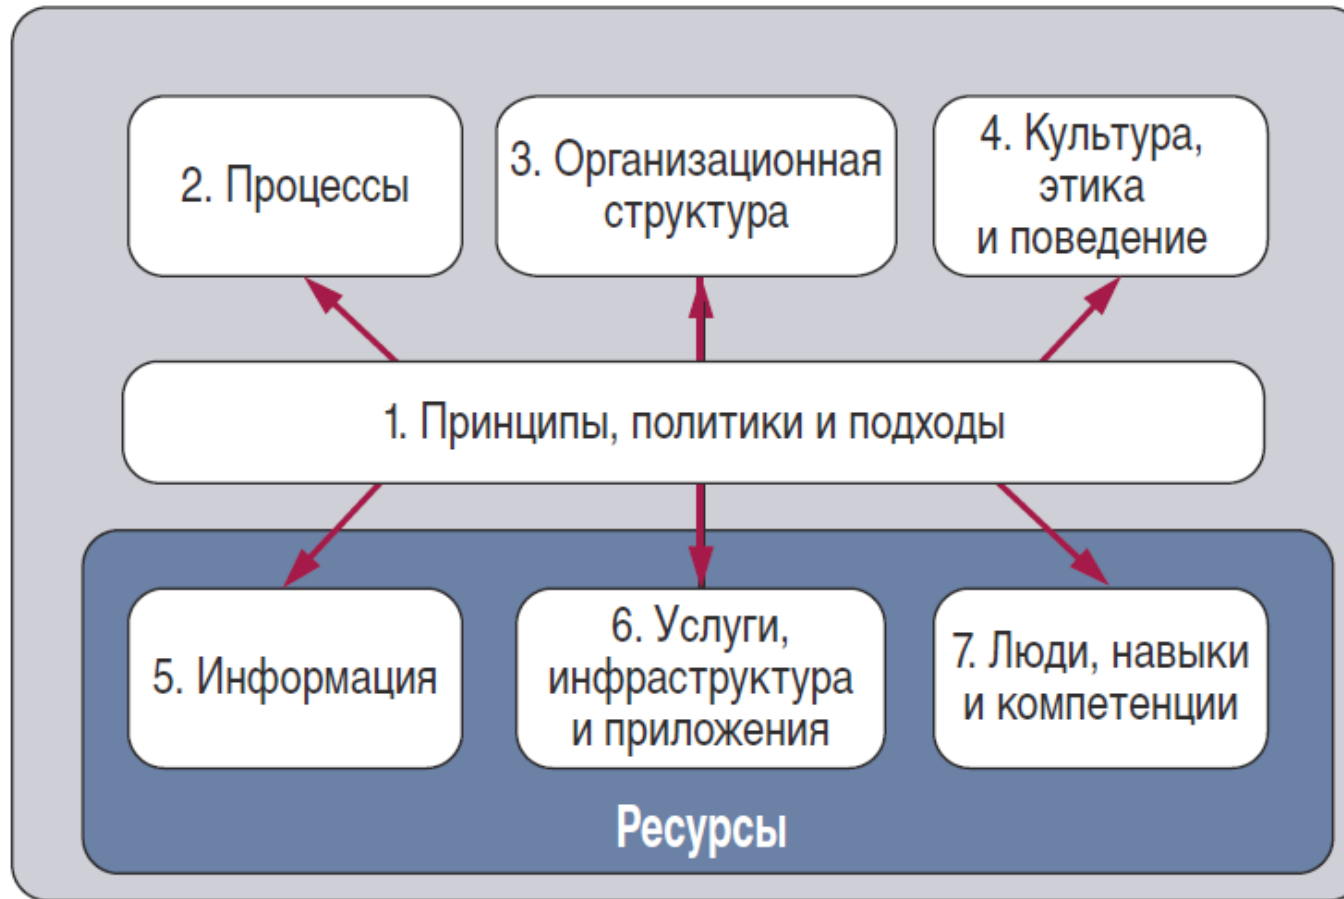 2. Процессы
3. Организационная
структура
4. Культура,
этика
и поведение
1. Принципы, политики и подходы
5. Информация
6. Услуги,
инфраструктура
и приложения
7. Люди, навыки
и компетенции
Ресурсы